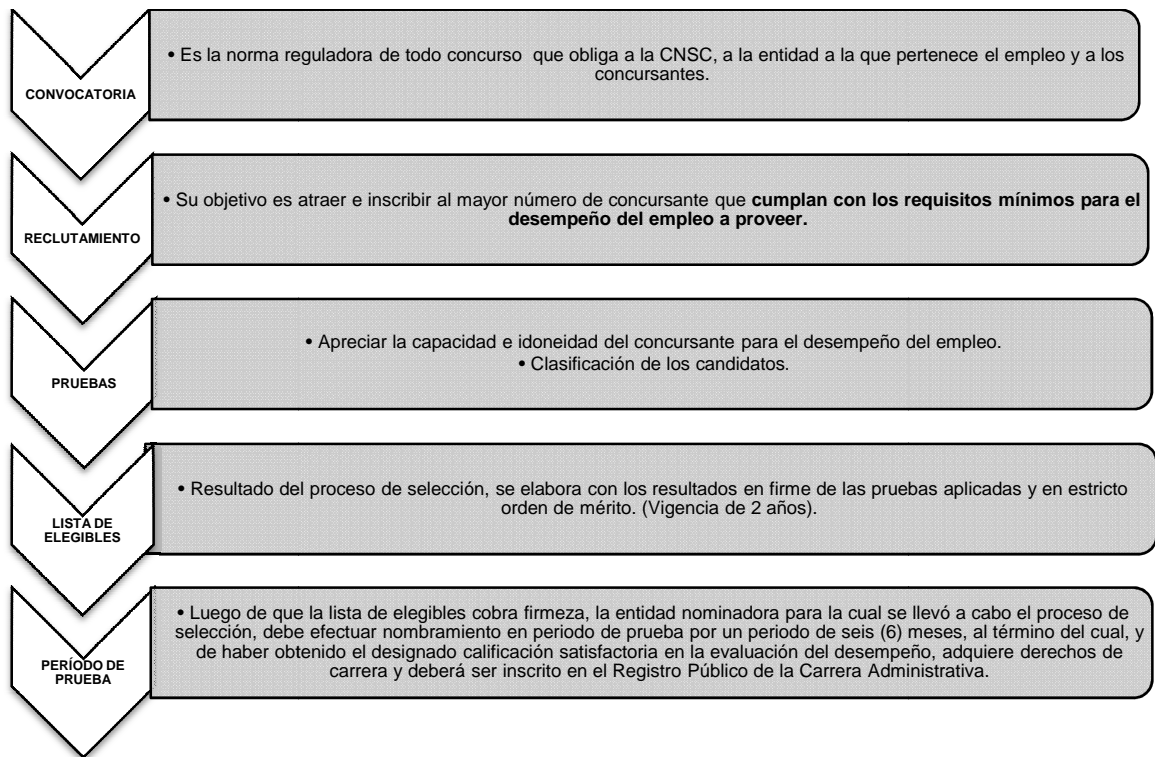 CONVOCATORIA
• Es la norma reguladora de todo concurso que obliga a la CNSC, a la entidad a la que pertenece el empleo y a los
concursantes.
RECLUTAMIENTO
• Su objetivo es atraer e inscribir al mayor número de concursante que cumplan con los requisitos mínimos para el
desempeño del empleo a proveer.
PRUEBAS
• Apreciar la capacidad e idoneidad del concursante para el desempeño del empleo.
• Clasificación de los candidatos.
LISTA DE
ELEGIBLES
• Resultado del proceso de selección, se elabora con los resultados en firme de las pruebas aplicadas y en estricto
orden de mérito. (Vigencia de 2 años).
PERÍODO DE
PRUEBA
• Luego de que la lista de elegibles cobra firmeza, la entidad nominadora para la cual se llevó a cabo el proceso de
selección, debe efectuar nombramiento en periodo de prueba por un periodo de seis (6) meses, al término del cual, y
de haber obtenido el designado calificación satisfactoria en la evaluación del desempeño, adquiere derechos de
carrera y deberá ser inscrito en el Registro Público de la Carrera Administrativa.